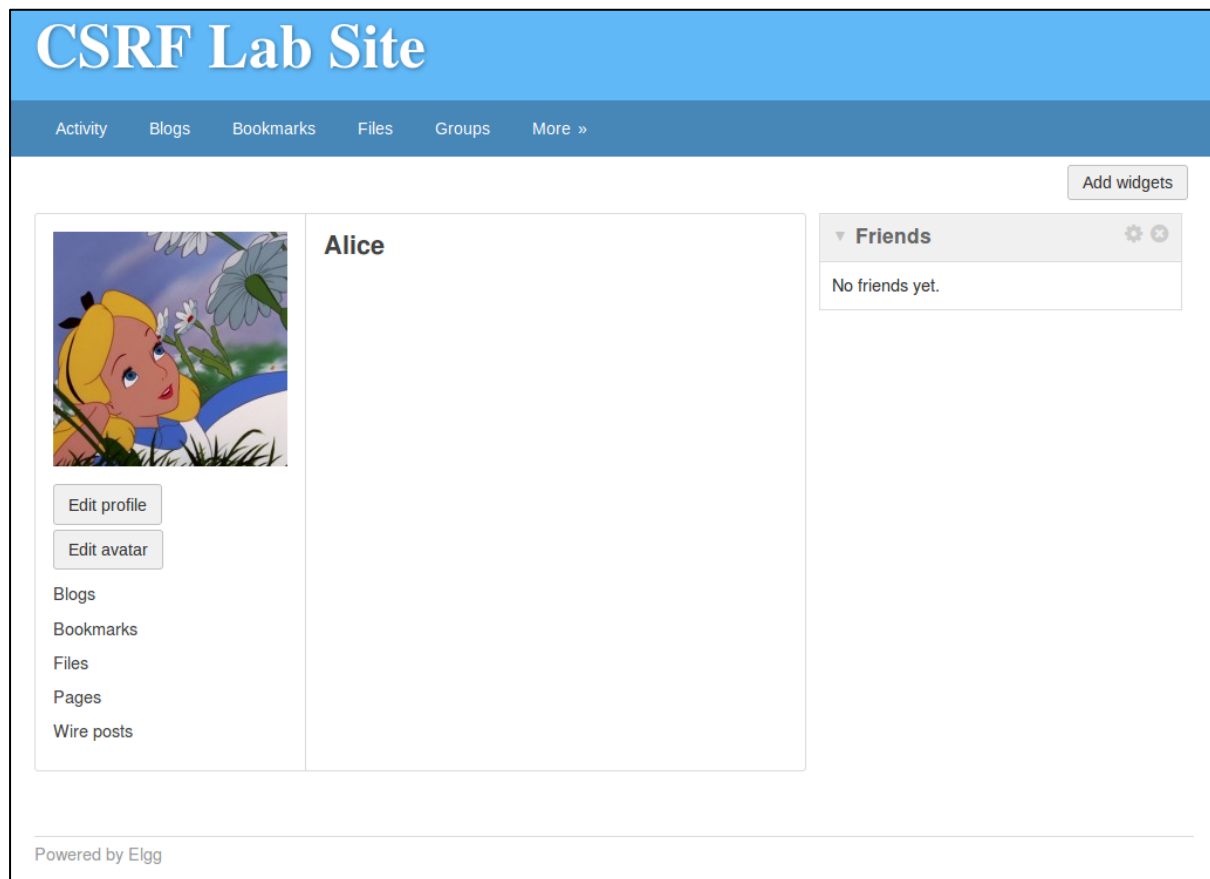 CSRF Lab Site
Activity Blogs Bookmarks Files Groups More »
Add widgets
Alice
Friends
No friends yet.
Edit profile
Edit avatar
Blogs
Bookmarks
Files
Pages
Wire posts
Powered by Elgg